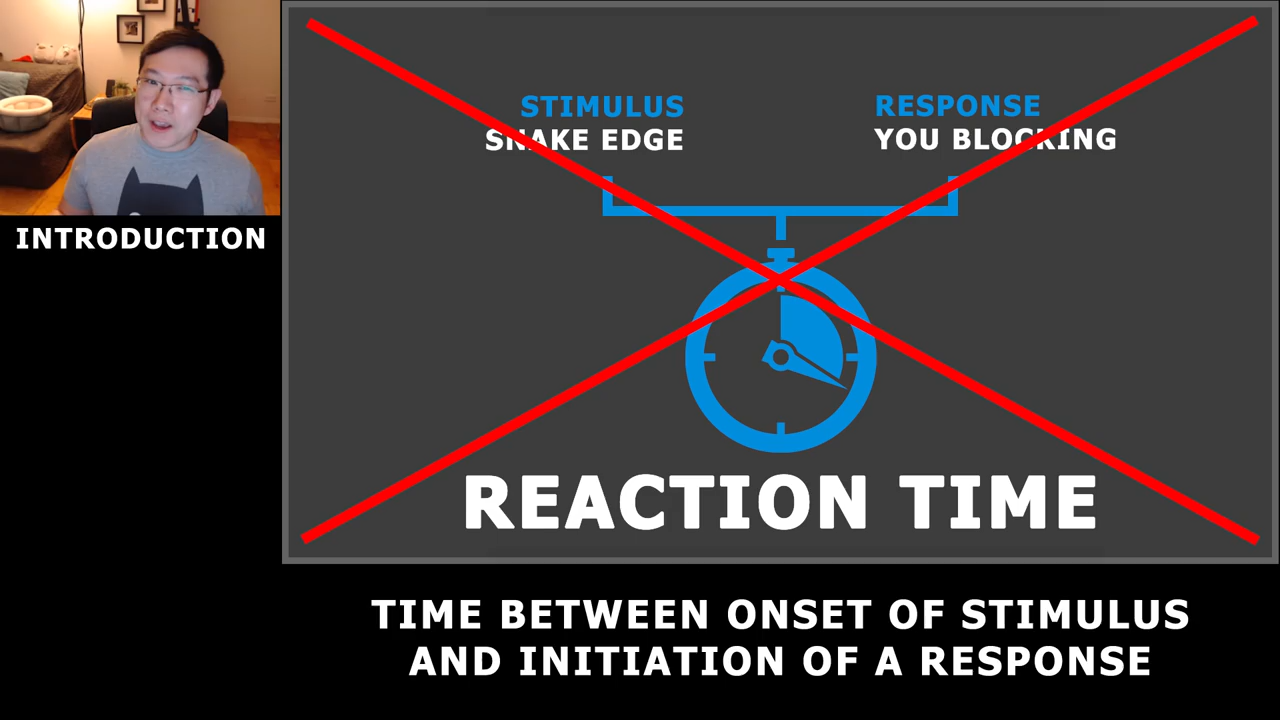 INTRODUCTION
STIMULUS
SNAKE EDGE
RESPONSE
YOU BLOCKING
REACTION TIME
TIME BETWEEN ONSET OF STIMULUS
AND INITIATION OF A RESPONSE